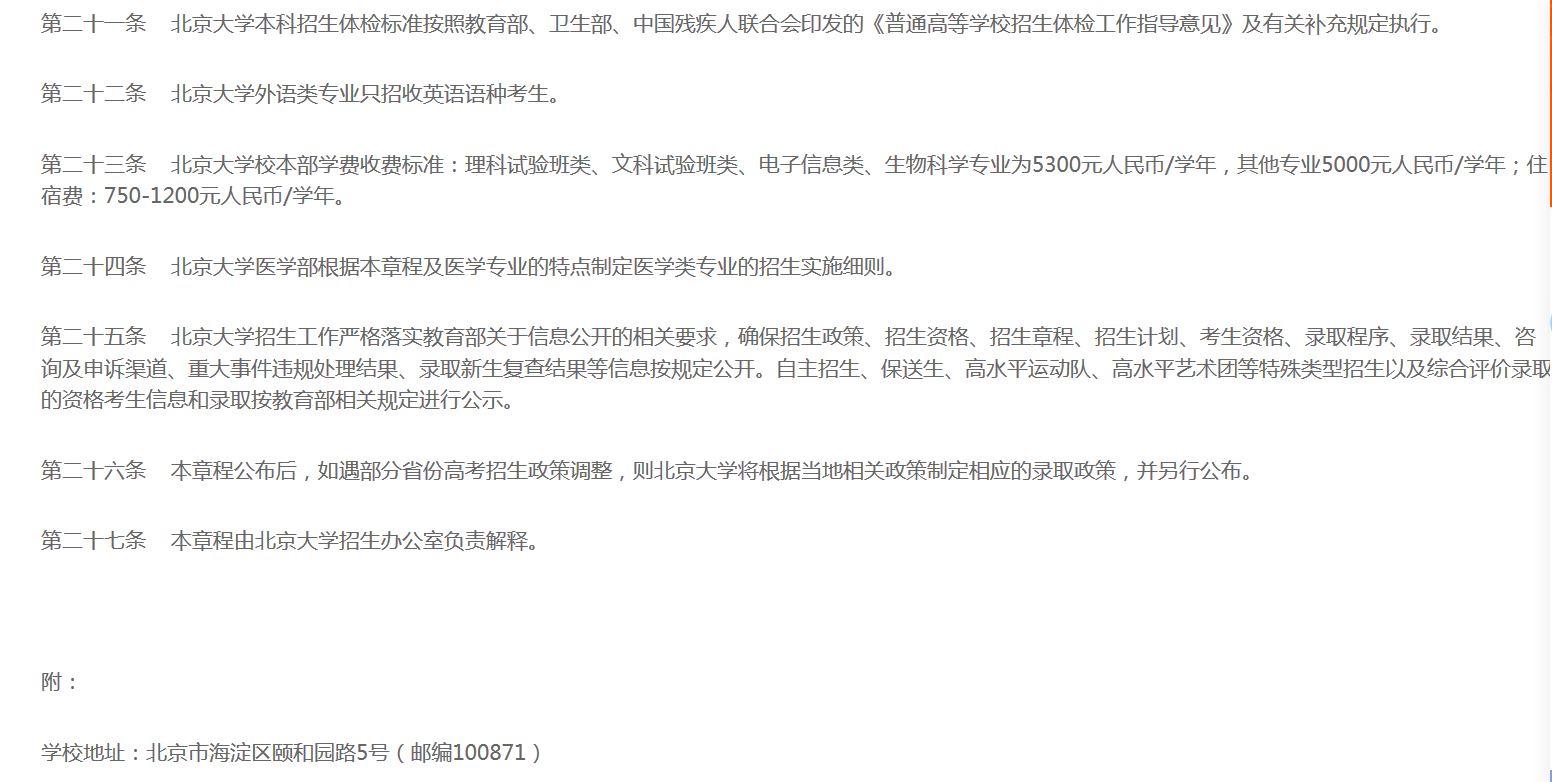 第二十一条 北京大学本科招生体检标准按照教育部、卫生部、中国残疾人联合会印发的《普通高等学校招生体检工作指导意见》及有关补充规定执行。
第二十二条 北京大学外语类专业只招收英语语种考生。
第二十三条 北京大学校本部学费收费标准：理科试验班类、文科试验班类、电子信息类、生物科学专业为5300元人民币/学年，其他专业5000元人民币/学年；住
宿费：750-1200元人民币/学年。
第二十四条 北京大学医学部根据本章程及医学专业的特点制定医学类专业的招生实施细则。
第二十五条 北京大学招生工作严格落实教育部关于信息公开的相关要求，确保招生政策、招生资格、招生章程、招生计划、考生资格、录取程序、录取结果、咨
询及申诉渠道、重大事件违规处理结果、录取新生复查结果等信息按规定公开。自主招生、保送生、高水平运动队、高水平艺术团等特殊类型招生以及综合评价录取
的资格考生信息和录取按教育部相关规定进行公示。
第二十六条 本章程公布后，如遇部分省份高考招生政策调整，则北京大学将根据当地相关政策制定相应的录取政策，并另行公布。
第二十七条 本章程由北京大学招生办公室负责解释。
附：
学校地址：北京市海淀区颐和园路5号（邮编100871）